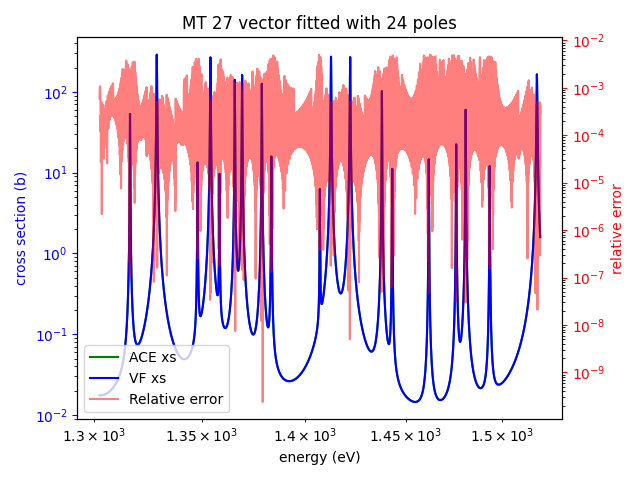 MT 27 vector fitted with 24 poles
cross section (b)
10²
10¹
10⁰
10⁻¹
10⁻²
10⁻²
10⁻³
10⁻⁴
10⁻⁵
10⁻⁶
10⁻⁷
10⁻⁸
10⁻⁹
relative error
ACE xs
VF xs
Relative error
1.3 × 10³ 1.35 × 10³ 1.4 × 10³ 1.45 × 10³ 1.5 × 10³
energy (eV)